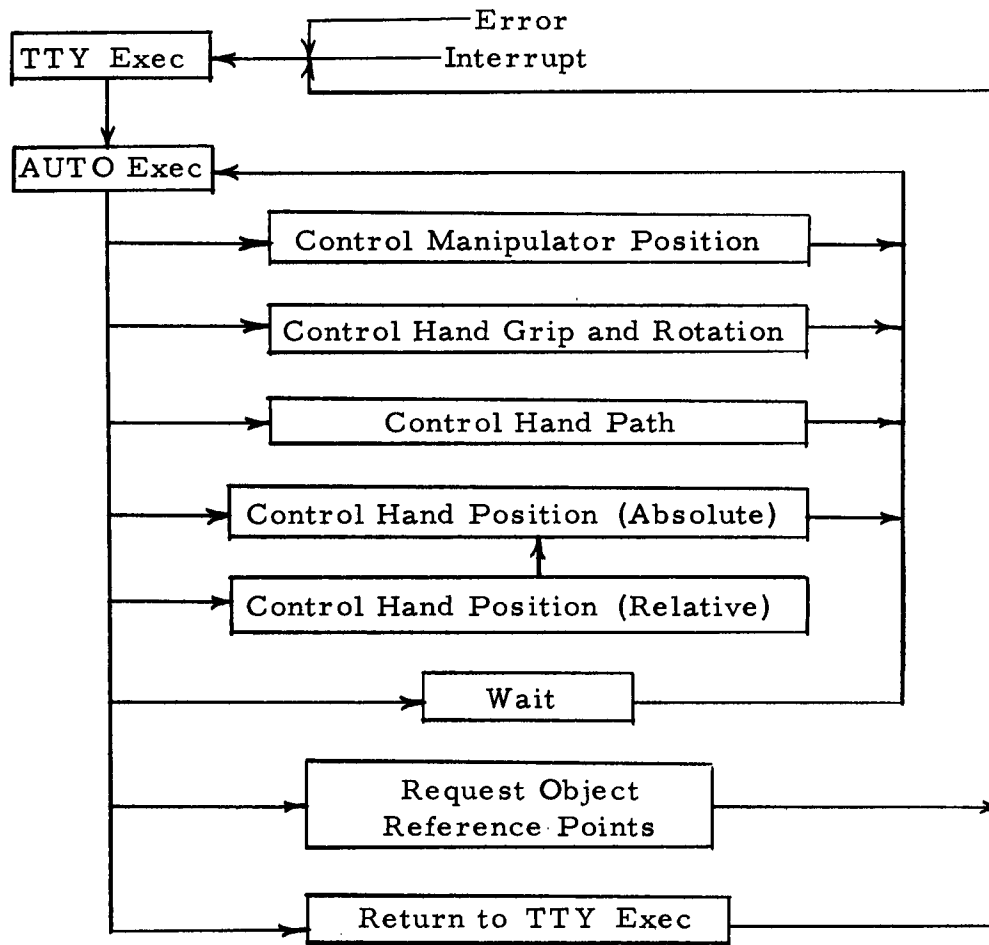 Error
TTY Exec
Interrupt
AUTO Exec
Control Manipulator Position
Control Hand Grip and Rotation
Control Hand Path
Control Hand Position (Absolute)
Control Hand Position (Relative)
Wait
Request Object
Reference Points
Return to TTY Exec